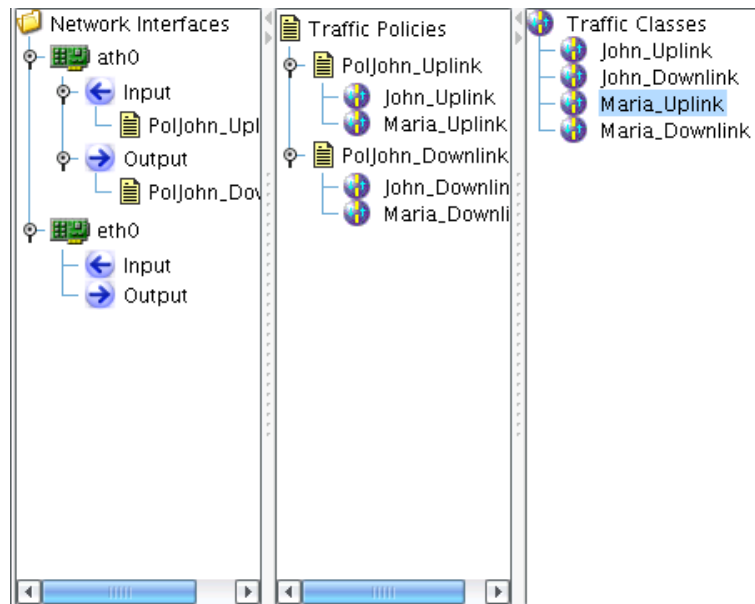 Network Interfaces
ath0
Input
PolJohn_Upl
Output
PolJohn_Dov
eth0
Input
Output
Traffic Policies
PolJohn_Uplink
John_Uplink
Maria_Uplink
PolJohn_Downlink
John_Downlin
Maria_Downli
Traffic Classes
John_Uplink
John_Downlink
Maria_Uplink
Maria_Downlink